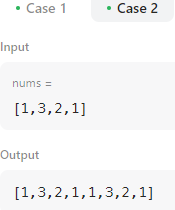 Case 1 Case 2
Input
nums =
[1,3,2,1]
Output
[1,3,2,1,1,3,2,1]